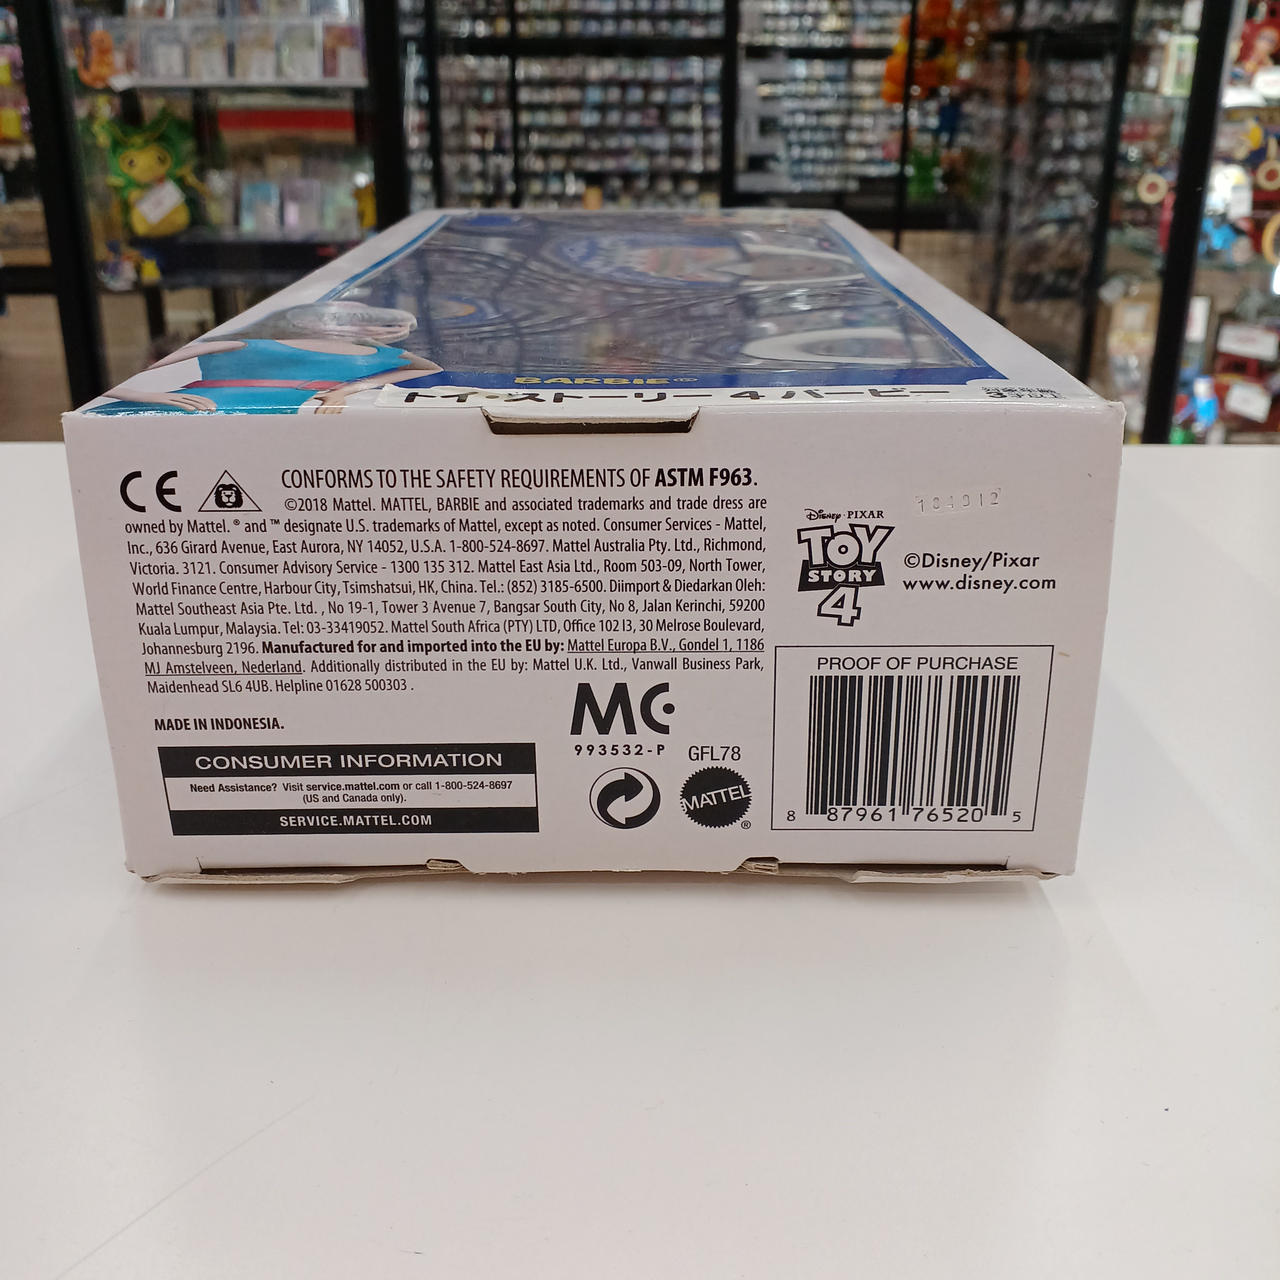 BARBIE
トイ・ストーリー 4 バービー
CE
CONFORMS TO THE SAFETY REQUIREMENTS OF ASTM F963.
©2018 Mattel. MATTEL, BARBIE and associated trademarks and trade dress are
owned by Mattel. ® and ™ designate U.S. trademarks of Mattel, except as noted. Consumer Services - Mattel,
Inc., 636 Girard Avenue, East Aurora, NY 14052, U.S.A. 1-800-524-8697. Mattel Australia Pty. Ltd., Richmond,
Victoria. 3121. Consumer Advisory Service - 1300 135 312. Mattel East Asia Ltd., Room 503-09, North Tower,
World Finance Centre, Harbour City, Tsimshatsui, HK, China. Tel.: (852) 3185-6500. Diimport & Diedarkan Oleh:
Mattel Southeast Asia Pte. Ltd. , No 19-1, Tower 3 Avenue 7, Bangsar South City, No 8, Jalan Kerinchi, 59200
Kuala Lumpur, Malaysia. Tel: 03-33419052. Mattel South Africa (PTY) LTD, Office 102 I3, 30 Melrose Boulevard,
Johannesburg 2196. Manufactured for and imported into the EU by: Mattel Europa B.V., Gondel 1, 1186
MJ Amstelveen, Nederland. Additionally distributed in the EU by: Mattel U.K. Ltd., Vanwall Business Park,
Maidenhead SL6 4UB. Helpline 01628 500303 .
MADE IN INDONESIA.
CONSUMER INFORMATION
Need Assistance? Visit service.mattel.com or call 1-800-524-8697
(US and Canada only).
SERVICE.MATTEL.COM
MC
993532-P
GFL78
MATTEL
®
Disney · PIXAR
TOY
STORY
4
©Disney/Pixar
www.disney.com
PROOF OF PURCHASE
8 87961 76520 5